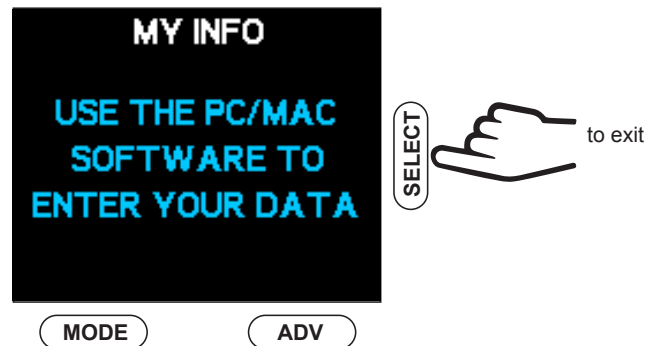 MY INFO
USE THE PC/MAC
SOFTWARE TO
ENTER YOUR DATA
SELECT
to exit
MODE
ADV